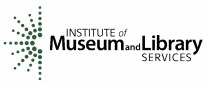 INSTITUTE of
Museum and Library
SERVICES